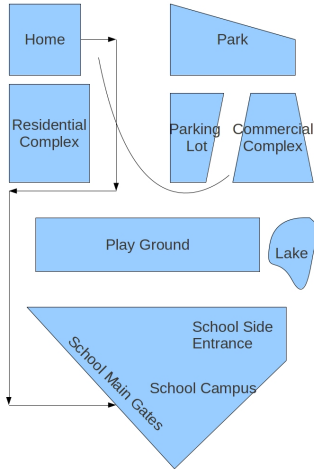 Home
Park
Residential
Complex
Parking
Lot
Commercial
Complex
Play Ground
Lake
School Side
Entrance
School Main Gates
School Campus